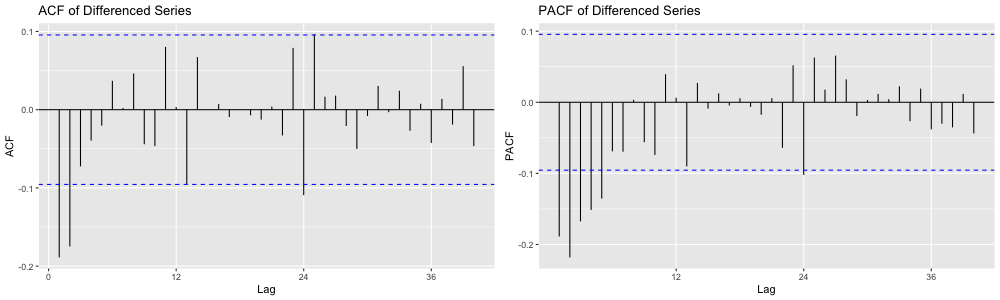 ACF of Differenced Series
0.1
0.0
-0.1
-0.2
ACF
0
12
24
36
Lag
PACF of Differenced Series
0.1
0.0
-0.1
-0.2
PACF
12
24
36
Lag